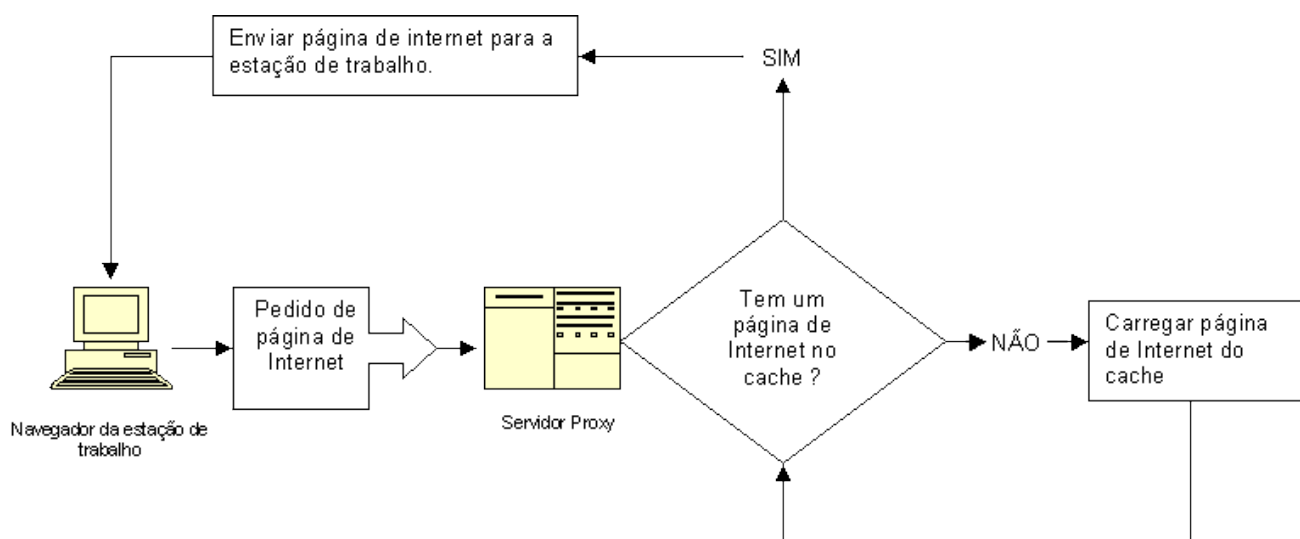 Enviar página de internet para a
estação de trabalho.
SIM
Pedido de
página de
Internet
Tem um
página de
Internet no
cache ?
NÃO
Carregar página
de Internet do
cache
Navegador da estação de
trabalho
Servidor Proxy